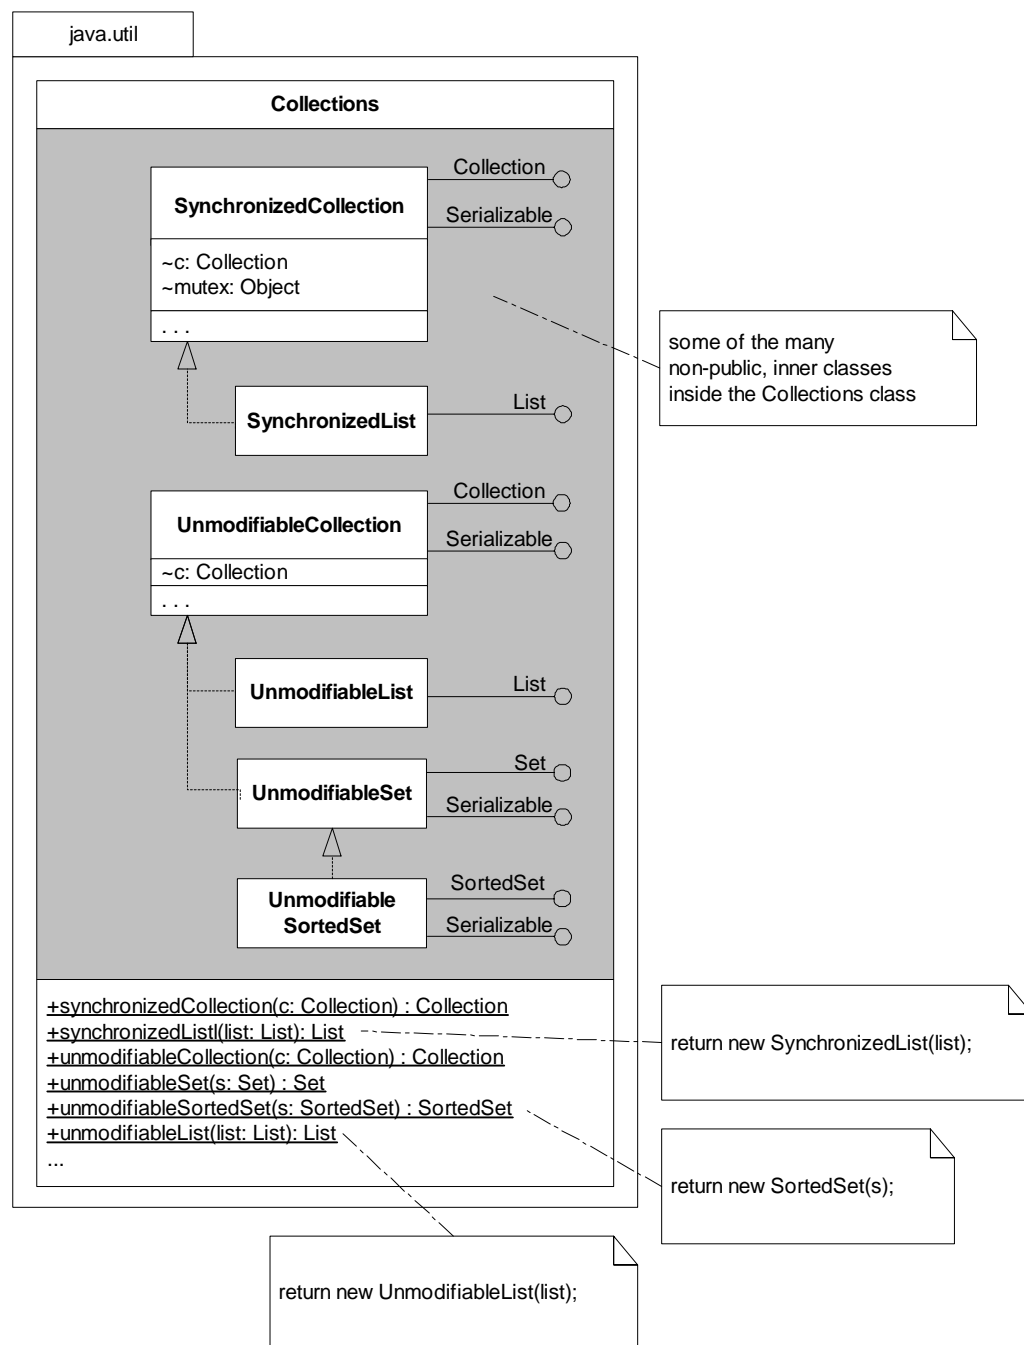 java.util
Collections
SynchronizedCollection
Collection
Serializable
~c: Collection
~mutex: Object
. . .
some of the many
non-public, inner classes
inside the Collections class
SynchronizedList
List
UnmodifiableCollection
Collection
Serializable
~c: Collection
. . .
UnmodifiableList
List
UnmodifiableSet
Set
Serializable
Unmodifiable
SortedSet
SortedSet
Serializable
+synchronizedCollection(c: Collection) : Collection
+synchronizedListl(list: List): List
+unmodifiableCollection(c: Collection) : Collection
+unmodifiableSet(s: Set) : Set
+unmodifiableSortedSet(s: SortedSet) : SortedSet
+unmodifiableList(list: List): List
...
return new SynchronizedList(list);
return new SortedSet(s);
return new UnmodifiableList(list);